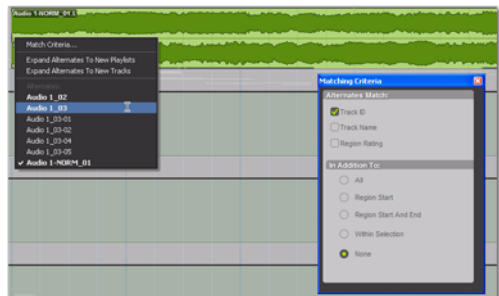 Audio 1-NORM_01.L
Match Criteria...
Expand Alternates To New Playlists
Expand Alternates To New Tracks
Alternates:
Audio 1_02
Audio 1_03
Audio 1_03-01
Audio 1_03-02
Audio 1_03-04
Audio 1_03-05
Audio 1-NORM_01
Matching Criteria
Alternates Match:
Track ID
Track Name
Region Rating
In Addition To:
All
Region Start
Region Start And End
Within Selection
None